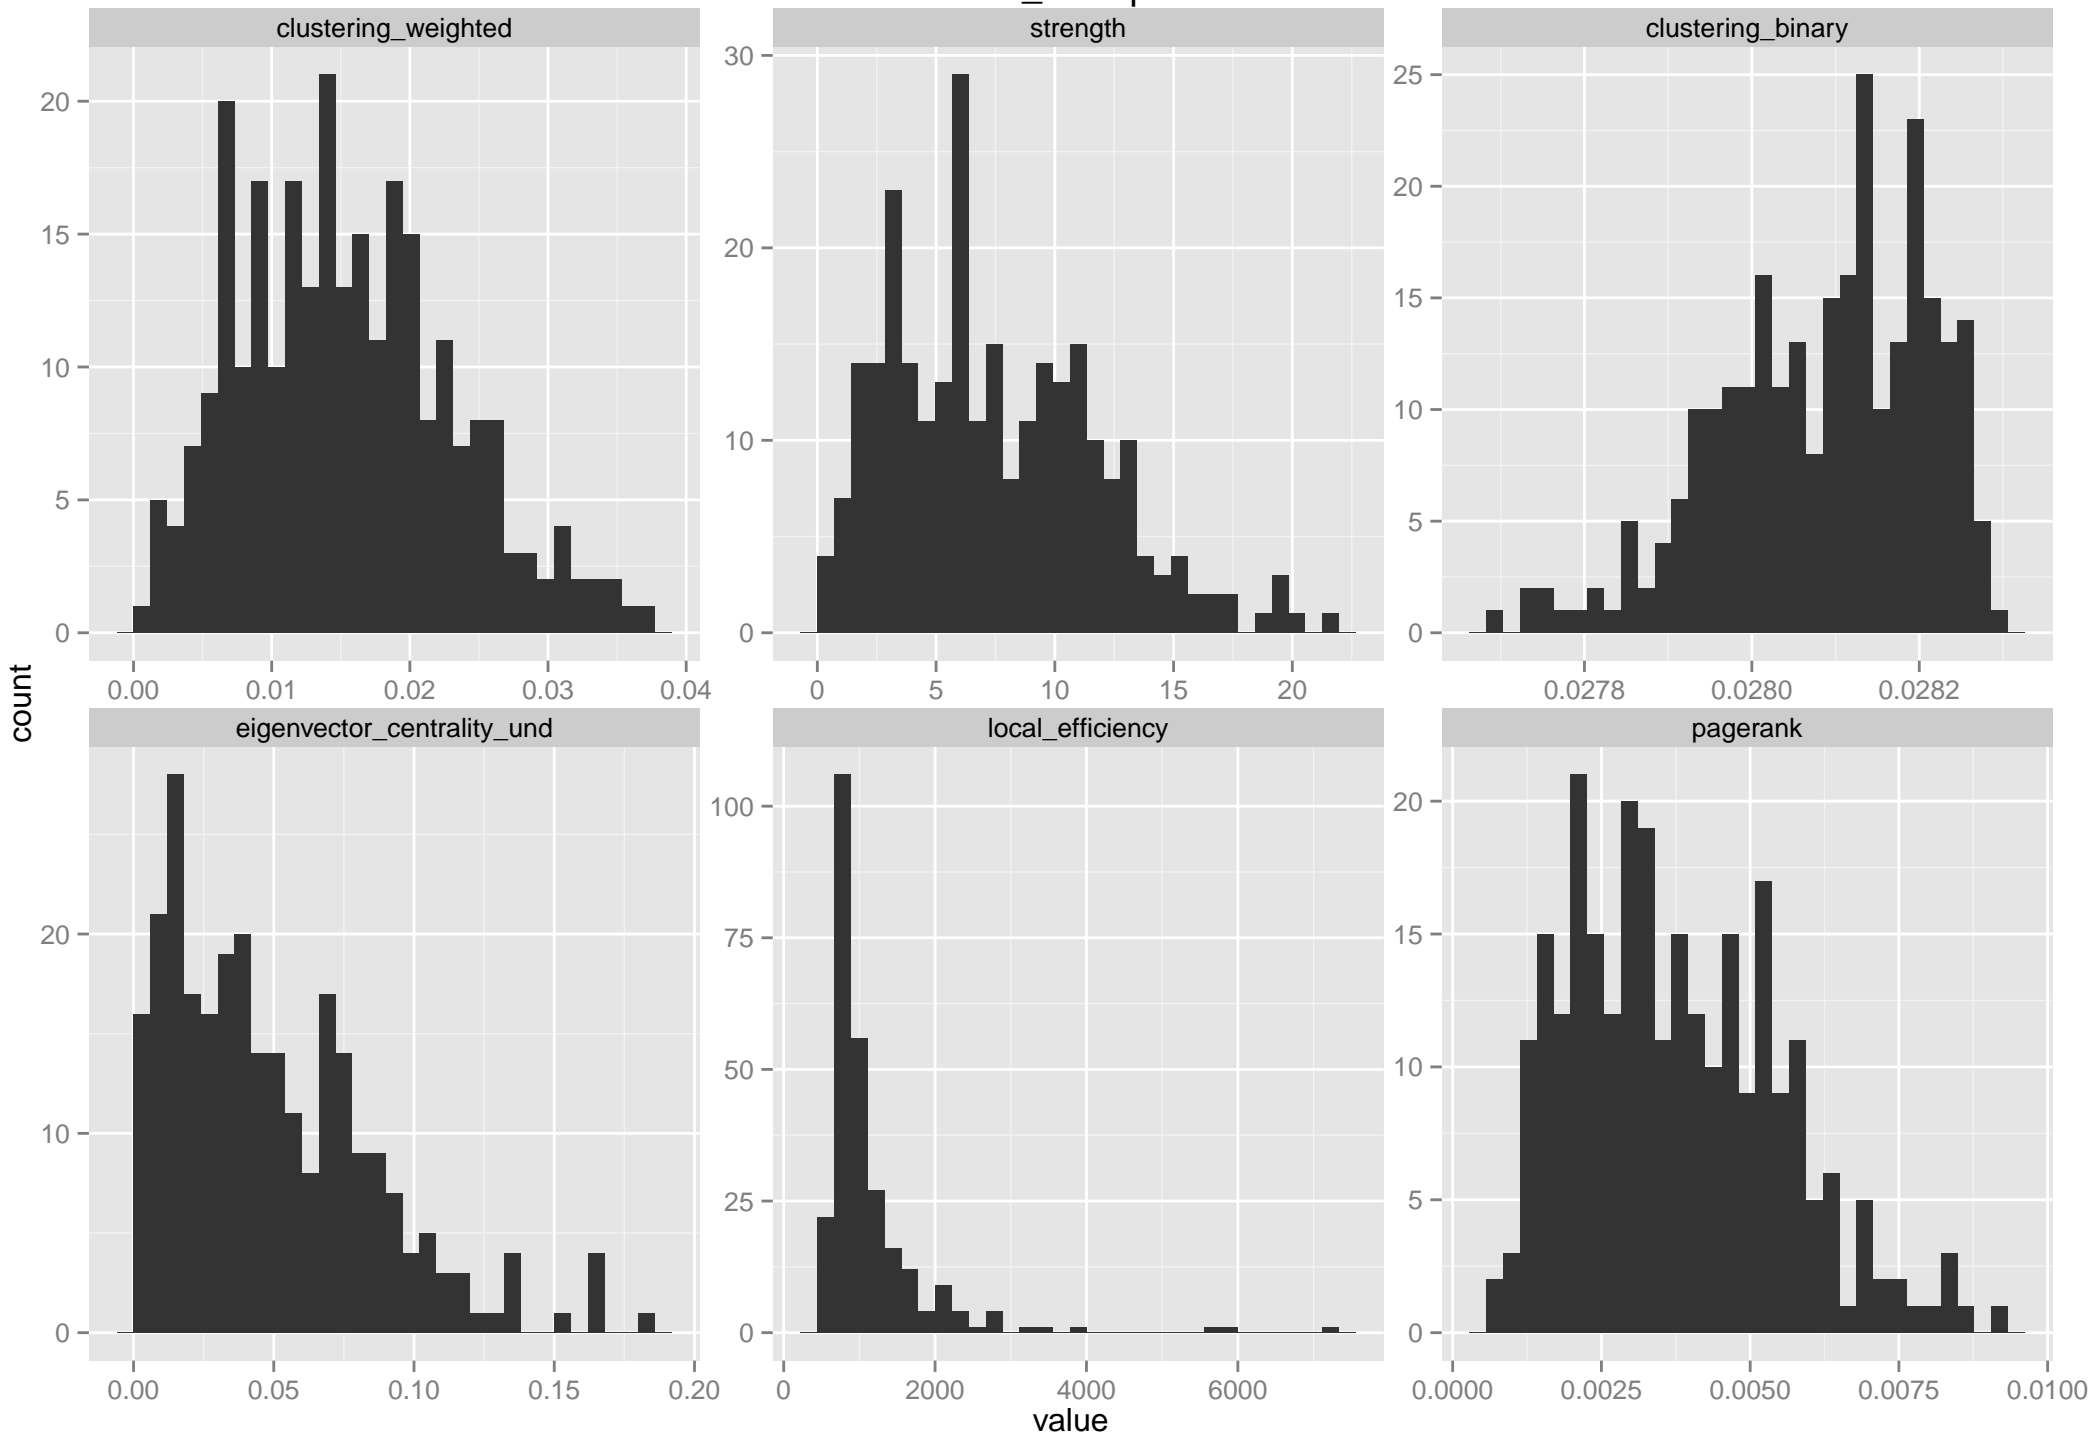 clustering_weighted
strength
clustering_binary
20
15
10
5
0
30
20
10
0
25
20
15
10
5
0
0.00 0.01 0.02 0.03 0.04
0 5 10 15 20
0.0278 0.0280 0.0282
count
eigenvector_centrality_und
local_efficiency
pagerank
20
10
0
100
75
50
25
0
20
15
10
5
0
0.00 0.05 0.10 0.15 0.20
0 2000 4000 6000
0.0000 0.0025 0.0050 0.0075 0.0100
value